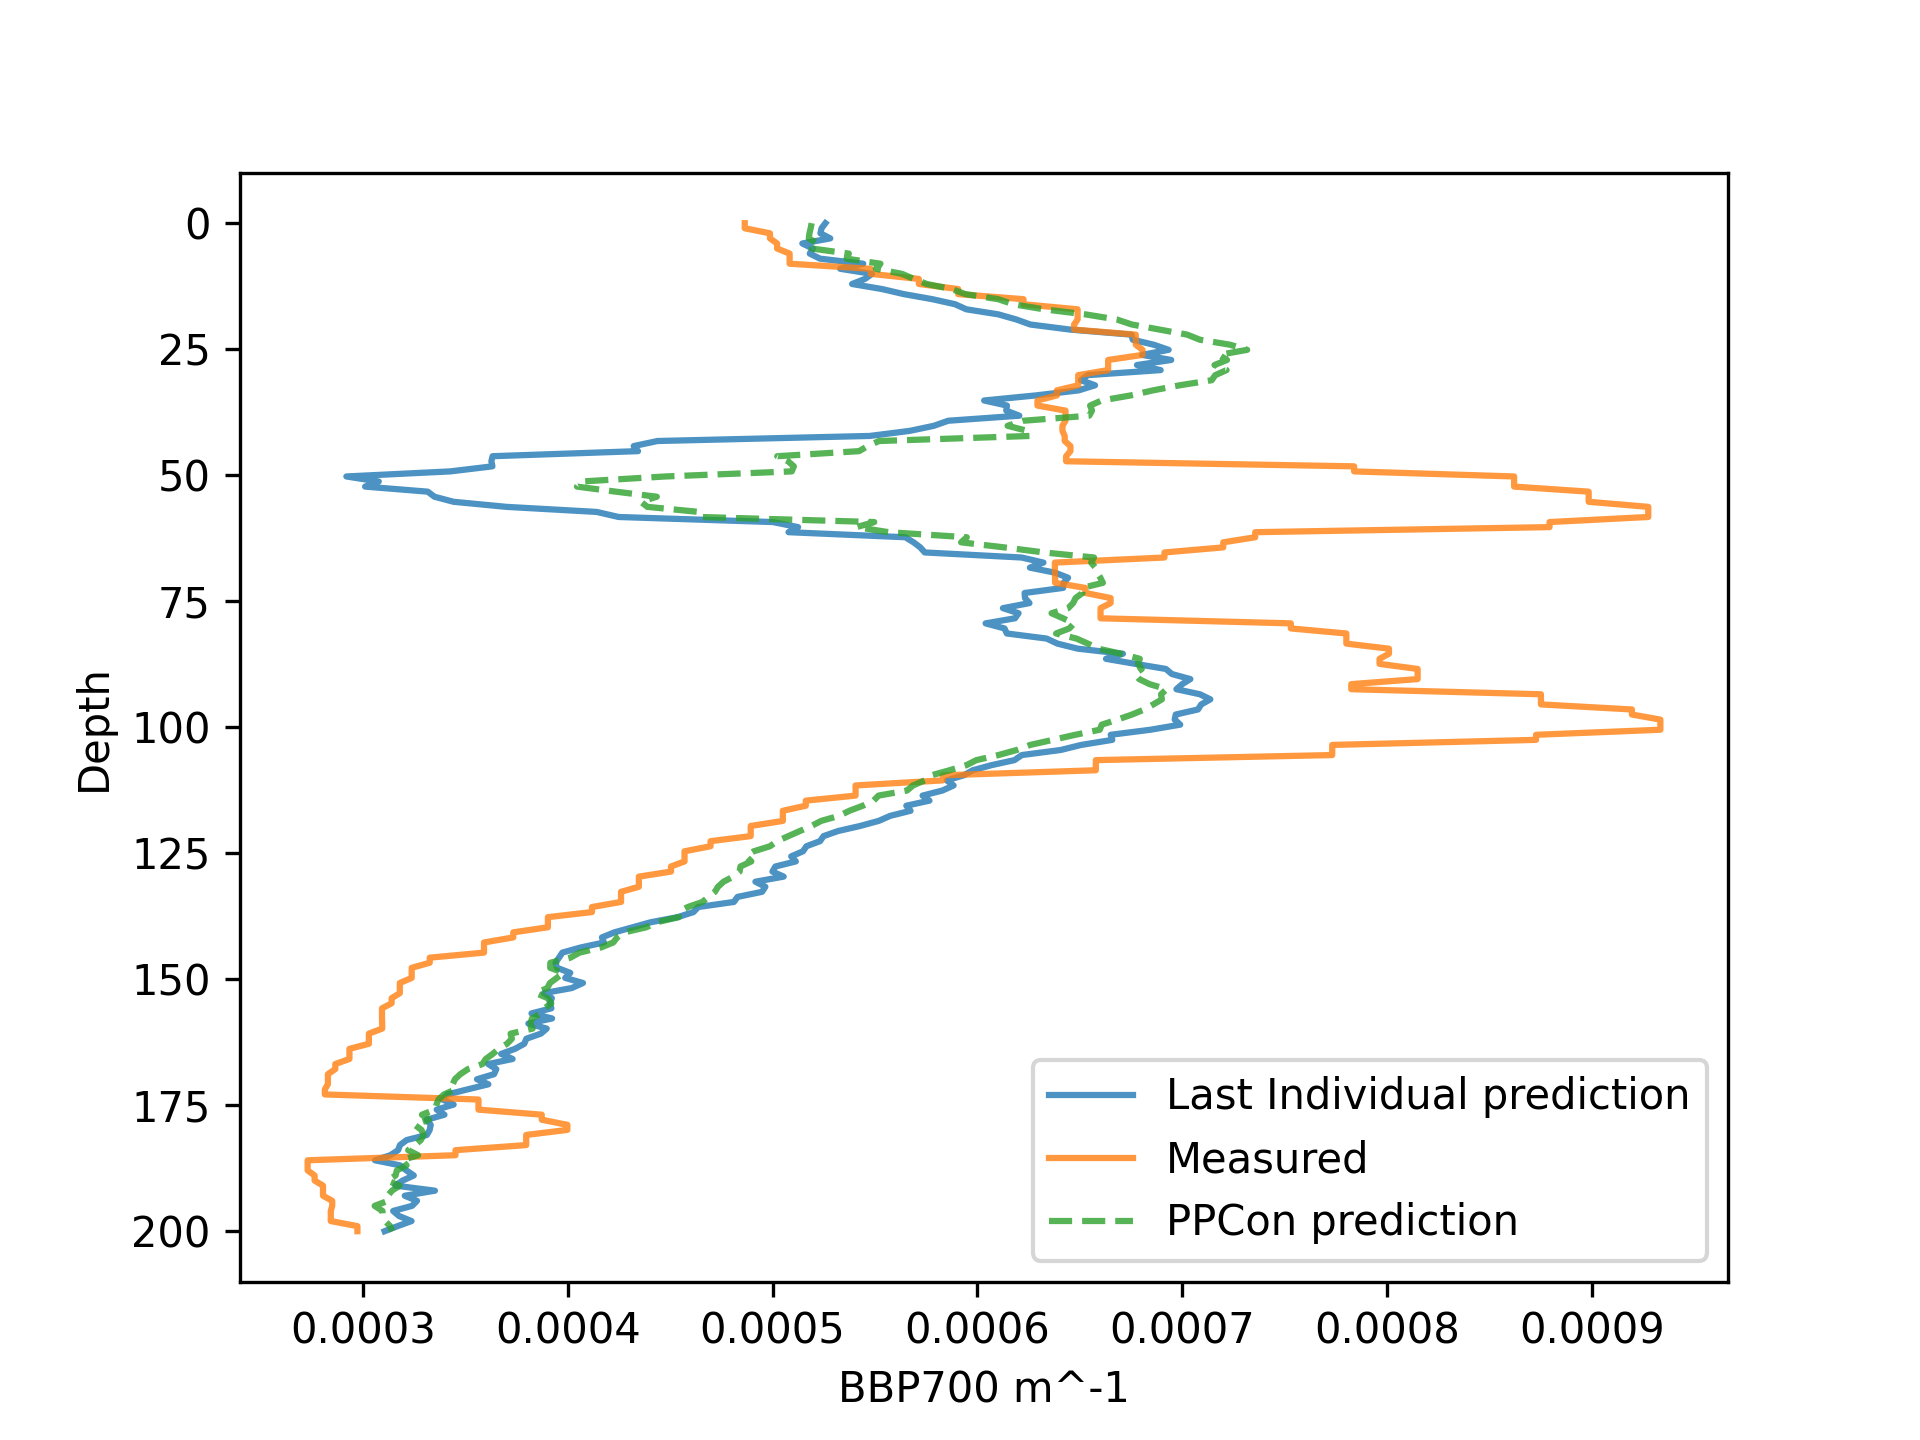 0
25
50
75
100
125
150
175
200
Depth
0.0003 0.0004 0.0005 0.0006 0.0007 0.0008 0.0009
BBP700 m^-1
Last Individual prediction
Measured
PPCon prediction